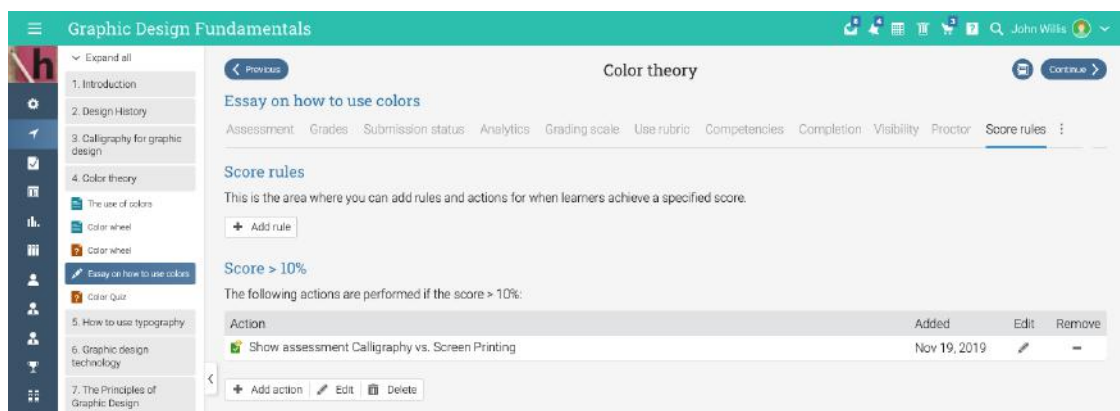 Graphic Design Fundamentals
John Willis
Expand all
1. Introduction
2. Design History
3. Calligraphy for graphic
design
4. Color theory
The use of colors
Color wheel
Color wheel
Essay on how to use colors
Color Quiz
5. How to use typography
6. Graphic design
technology
7. The Principles of
Graphic Design
Previous
Color theory
Continue
Essay on how to use colors
Assessment Grades Submission status Analytics Grading scale Use rubric Competencies Completion Visibility Proctor Score rules
Score rules
This is the area where you can add rules and actions for when learners achieve a specified score.
Add rule
Score > 10%
The following actions are performed if the score > 10%:
Action Added Edit Remove
Show assessment Calligraphy vs. Screen Printing Nov 19, 2019
Add action Edit Delete